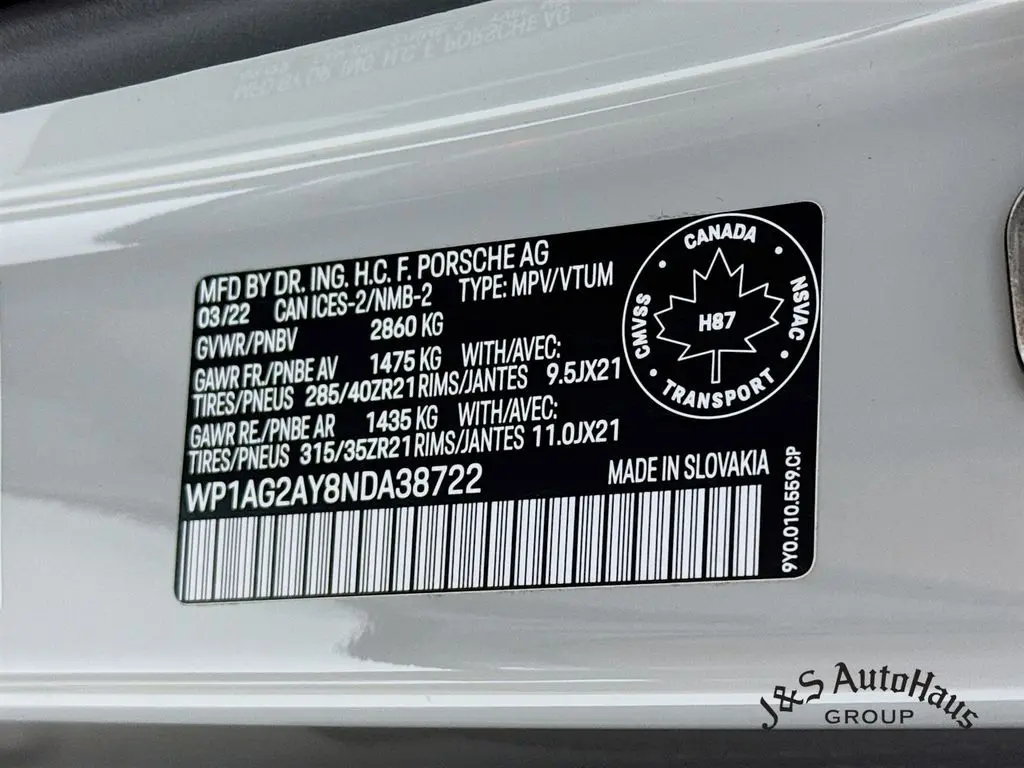 MFD BY DR. ING. H.C. F. PORSCHE AG
03/22 CAN ICES-2/NMB-2 TYPE: MPV/VTUM
GVWR/PNBV 2860 KG
GAWR FR./PNBE AV 1475 KG WITH/AVEC:
TIRES/PNEUS 285/40ZR21 RIMS/JANTES 9.5JX21
GAWR RE./PNBE AR 1435 KG WITH/AVEC:
TIRES/PNEUS 315/35ZR21 RIMS/JANTES 11.0JX21
WP1AG2AY8NDA38722 MADE IN SLOVAKIA
CANADA
CMVSS
H87
NSVAC
TRANSPORT
9Y0.010.559.CP
J&S AutoHaus
GROUP